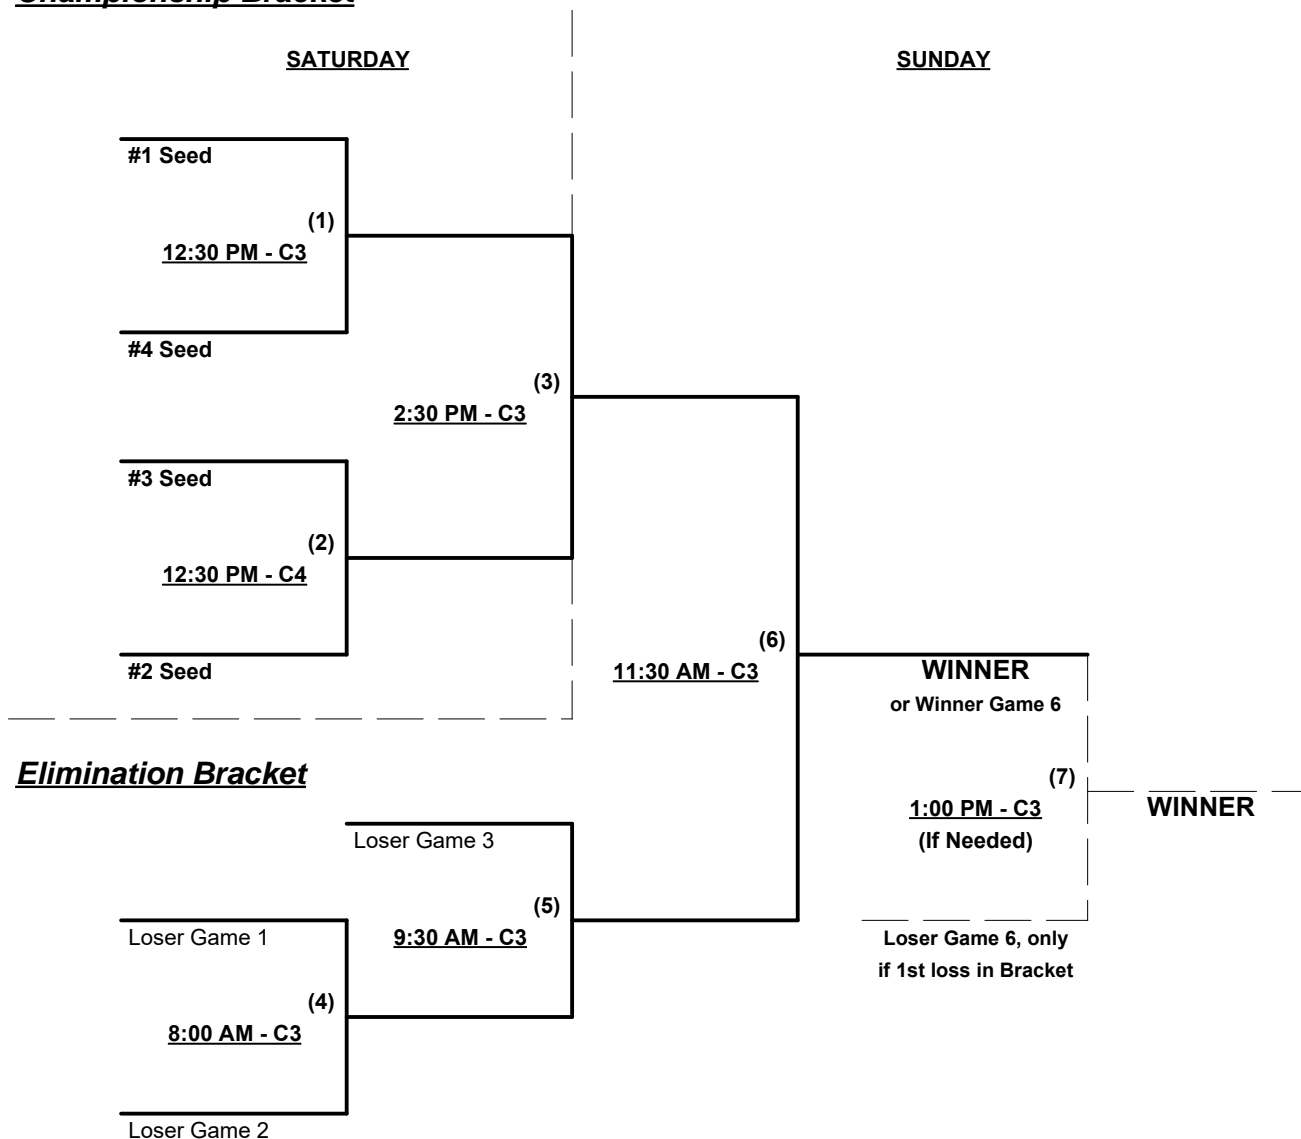 Championship Bracket
SATURDAY
SUNDAY
#1 Seed
(1)
12:30 PM - C3
#4 Seed
(3)
2:30 PM - C3
#3 Seed
(2)
12:30 PM - C4
#2 Seed
(6)
11:30 AM - C3
WINNER
or Winner Game 6
Elimination Bracket
(7)
1:00 PM - C3
(If Needed)
WINNER
Loser Game 3
(5)
9:30 AM - C3
Loser Game 1
Loser Game 6, only
if 1st loss in Bracket
(4)
8:00 AM - C3
Loser Game 2